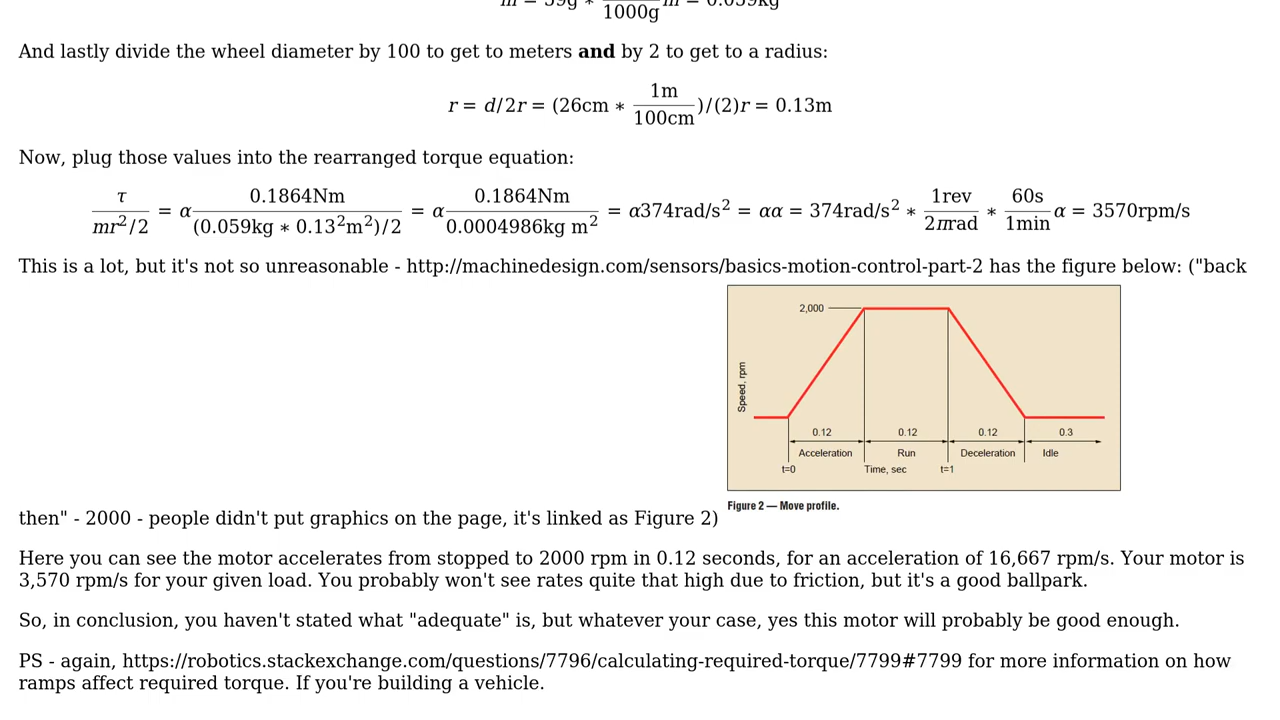 m = 59g * 1000g m = 0.059kg
And lastly divide the wheel diameter by 100 to get to meters and by 2 to get to a radius:
r = d/2r = (26cm * 1m/100cm)/(2)r = 0.13m
Now, plug those values into the rearranged torque equation:
τ/mr²/2 = α 0.1864Nm/(0.059kg * 0.13²m²)/2 = α 0.1864Nm/0.0004986kg m² = α374rad/s² = αα = 374rad/s² * 1rev/2πrad * 60s/1min α = 3570rpm/s
This is a lot, but it's not so unreasonable - http://machinedesign.com/sensors/basics-motion-control-part-2 has the figure below: ("back
2,000
Speed, rpm
0.12 0.12 0.12 0.3
Acceleration Run Deceleration Idle
t=0 Time, sec t=1
Figure 2 — Move profile.
then" - 2000 - people didn't put graphics on the page, it's linked as Figure 2)
Here you can see the motor accelerates from stopped to 2000 rpm in 0.12 seconds, for an acceleration of 16,667 rpm/s. Your motor is
3,570 rpm/s for your given load. You probably won't see rates quite that high due to friction, but it's a good ballpark.
So, in conclusion, you haven't stated what "adequate" is, but whatever your case, yes this motor will probably be good enough.
PS - again, https://robotics.stackexchange.com/questions/7796/calculating-required-torque/7799#7799 for more information on how
ramps affect required torque. If you're building a vehicle.